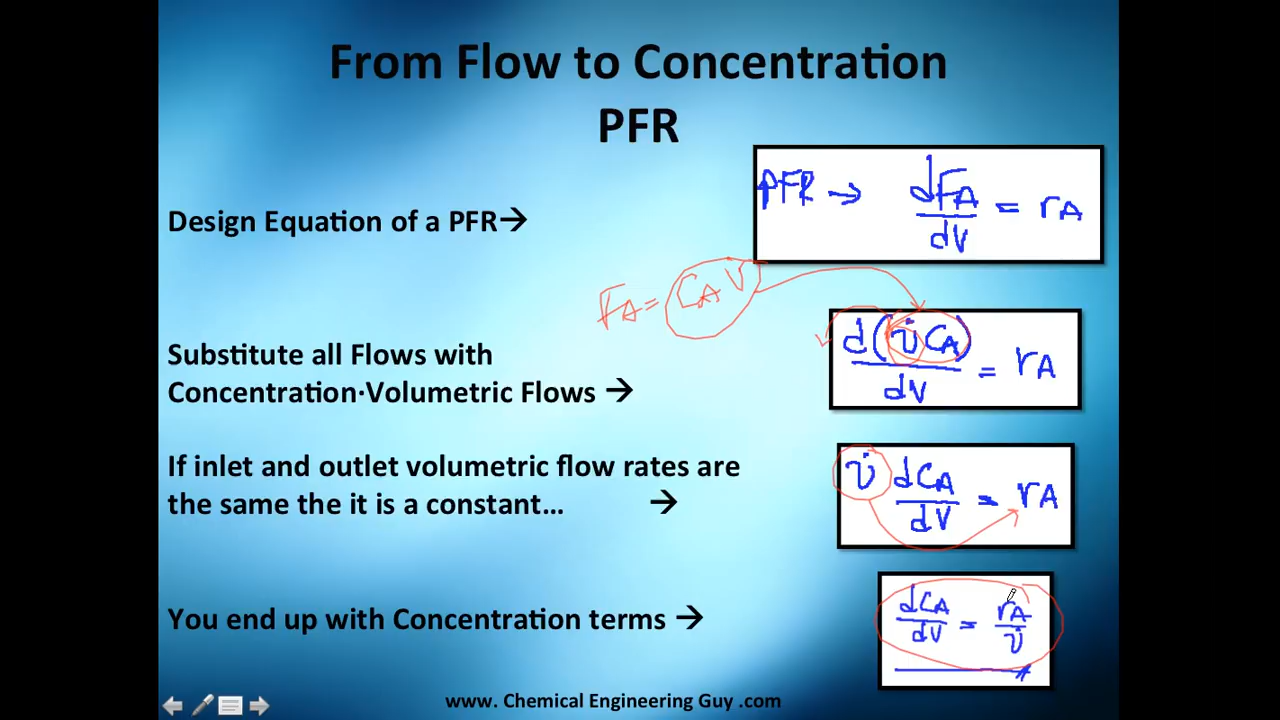 From Flow to Concentration
PFR
Design Equation of a PFR→
PFR → dFA/dV = rA
FA = CA V̇
Substitute all Flows with
Concentration·Volumetric Flows →
d(v̇ CA)/dV = rA
If inlet and outlet volumetric flow rates are
the same the it is a constant... →
v̇ dCA/dV = rA
You end up with Concentration terms →
dCA/dV = rA/v̇
www. Chemical Engineering Guy .com